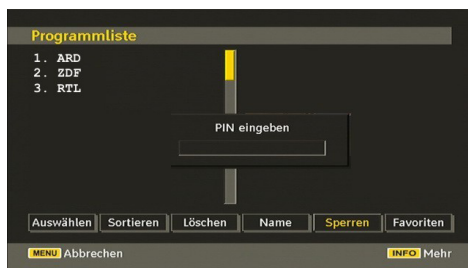 Programmliste
1. ARD
2. ZDF
3. RTL
PIN eingeben
Auswählen Sortieren Löschen Name Sperren Favoriten
MENU Abbrechen INFO Mehr